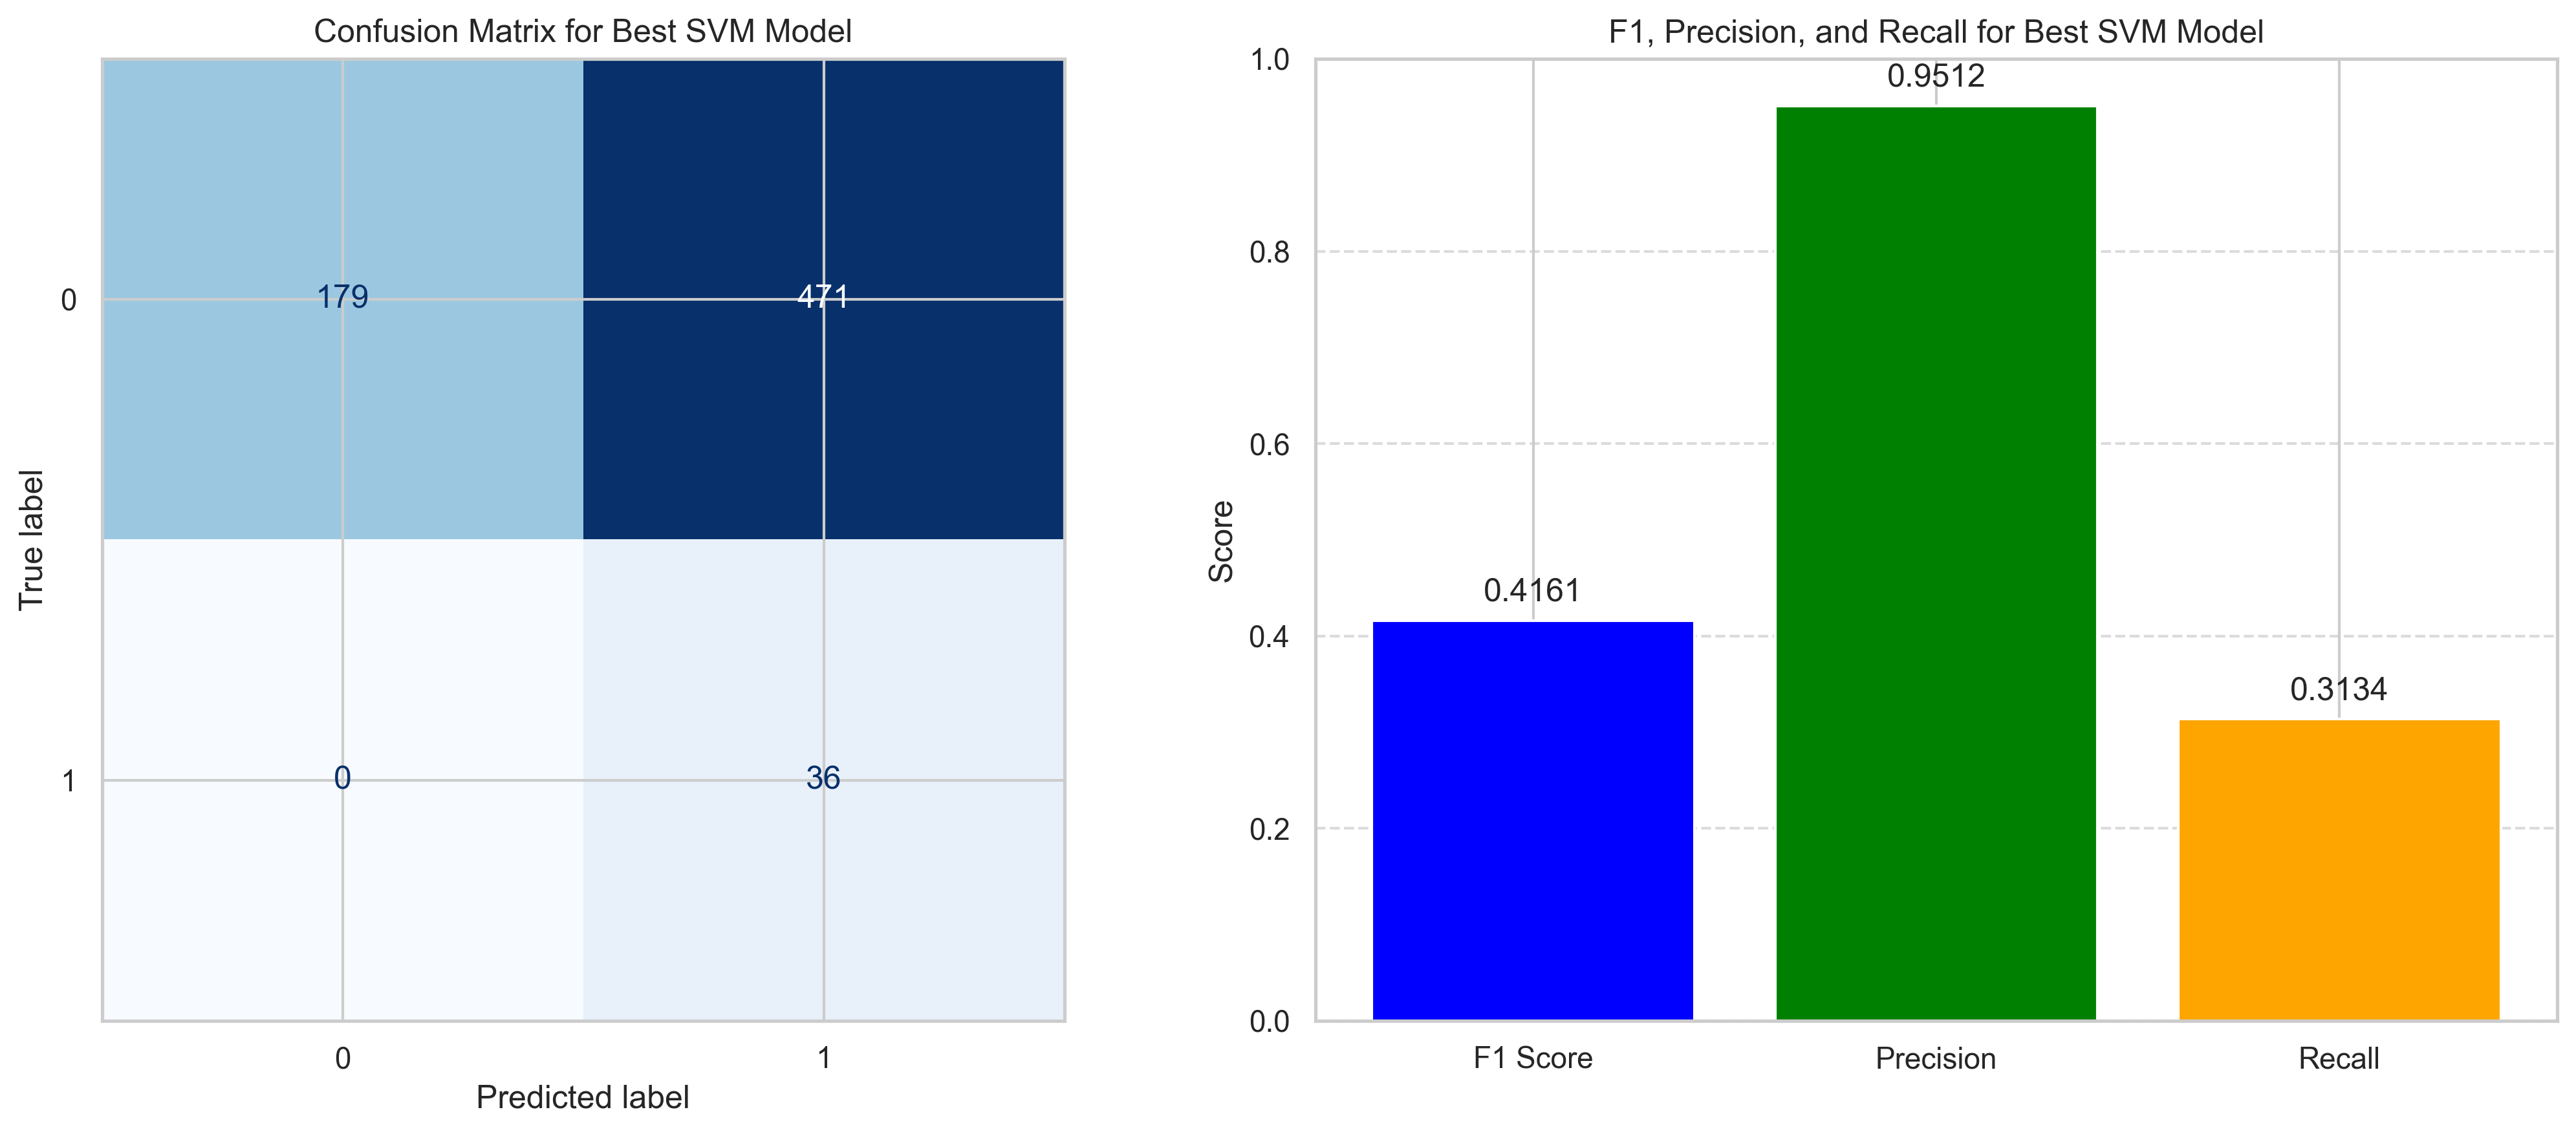 Confusion Matrix for Best SVM Model
True label
0
179
471
1
0
36
0
1
Predicted label
F1, Precision, and Recall for Best SVM Model
Score
1.0
0.8
0.6
0.4
0.2
0.0
0.4161
0.9512
0.3134
F1 Score
Precision
Recall